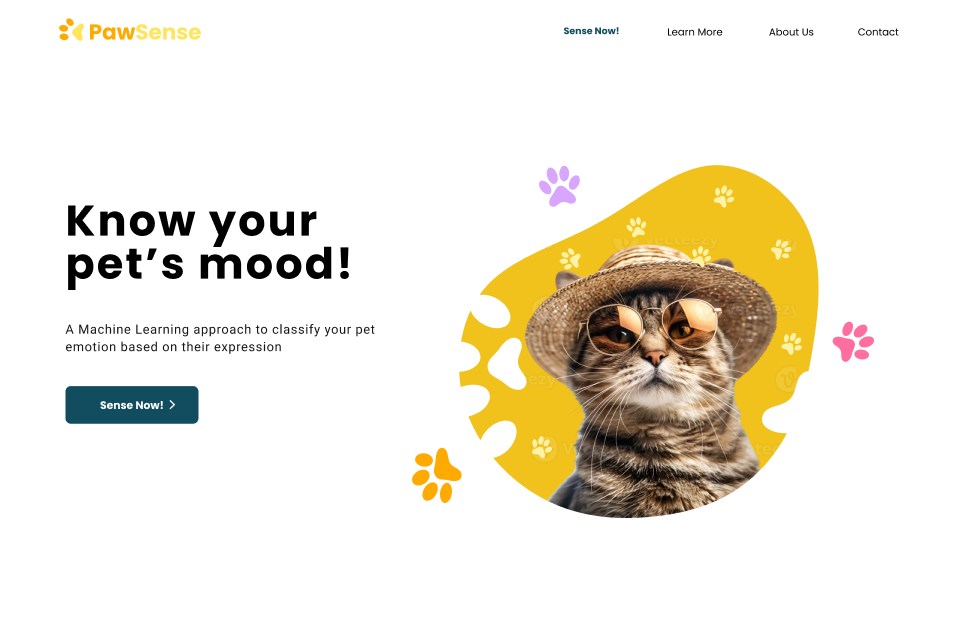 PawSense
Sense Now!
Learn More
About Us
Contact
Know your
pet’s mood!
A Machine Learning approach to classify your pet
emotion based on their expression
Sense Now!